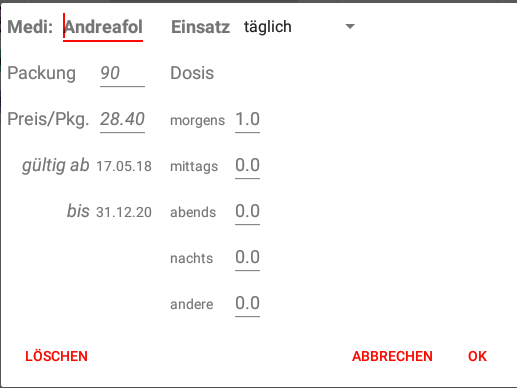 Medi: Andreafol Einsatz täglich
Packung 90 Dosis
Preis/Pkg. 28.40 morgens 1.0
gültig ab 17.05.18 mittags 0.0
bis 31.12.20 abends 0.0
nachts 0.0
andere 0.0
LÖSCHEN ABBRECHEN OK